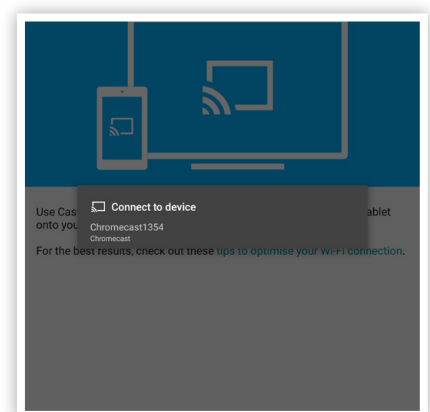 Connect to device
Chromecast1354
Chromecast
Use Cas ablet
onto you
For the best results, check out these tips to optimise your Wi-Fi connection.